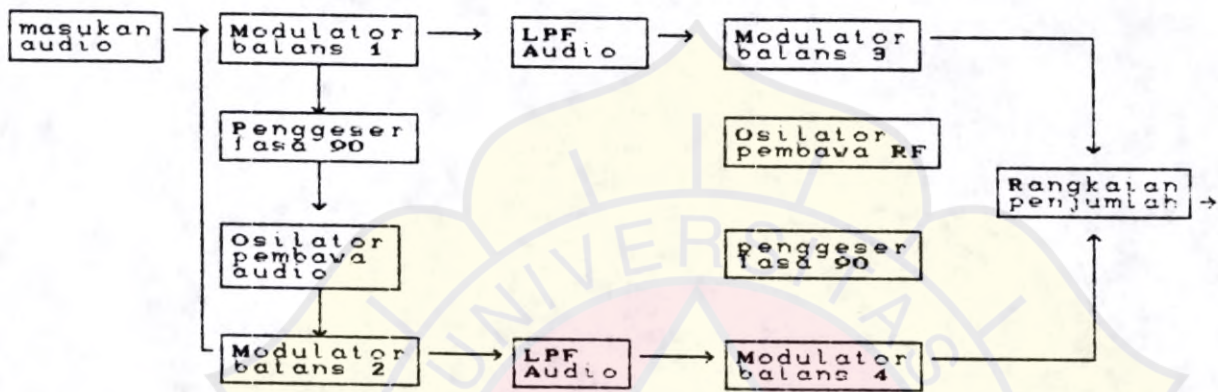 masukan
audio
Modulator
balans 1
LPF
Audio
Modulator
balans 3
Penggeser
fasa 90
Osilator
pembawa RF
Rangkaian
penjumlah
Osilator
pembawa
audio
penggeser
fasa 90
Modulator
balans 2
LPF
Audio
Modulator
balans 4
UNIVERSITAS